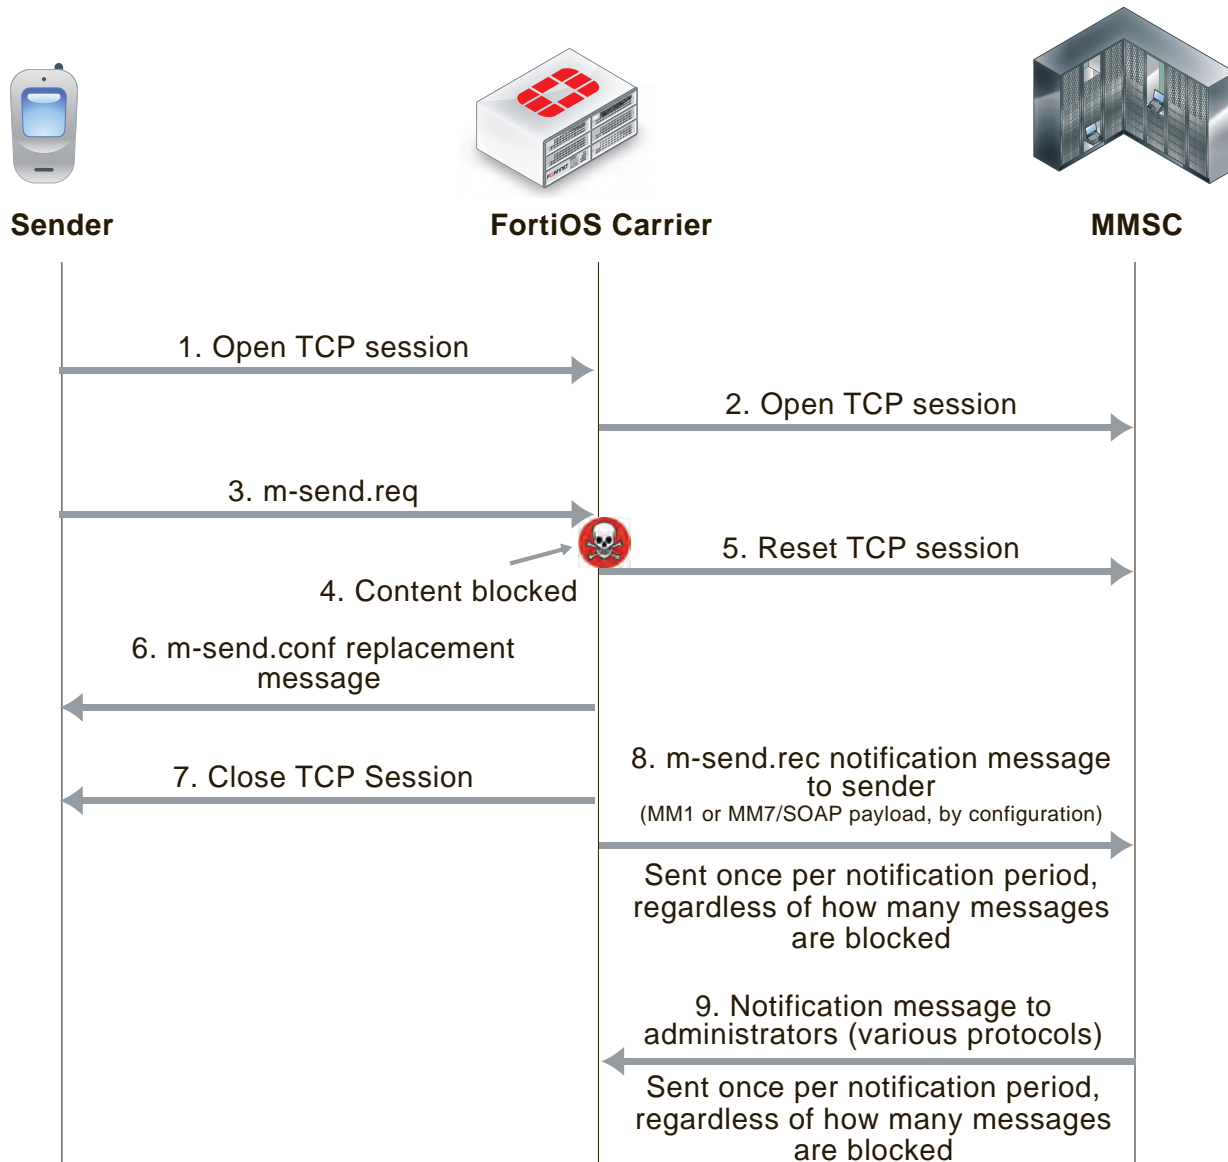 Sender
FortiOS Carrier
MMSC
1. Open TCP session
2. Open TCP session
3. m-send.req
4. Content blocked
5. Reset TCP session
6. m-send.conf replacement
message
7. Close TCP Session
8. m-send.rec notification message
to sender
(MM1 or MM7/SOAP payload, by configuration)
Sent once per notification period,
regardless of how many messages
are blocked
9. Notification message to
administrators (various protocols)
Sent once per notification period,
regardless of how many messages
are blocked